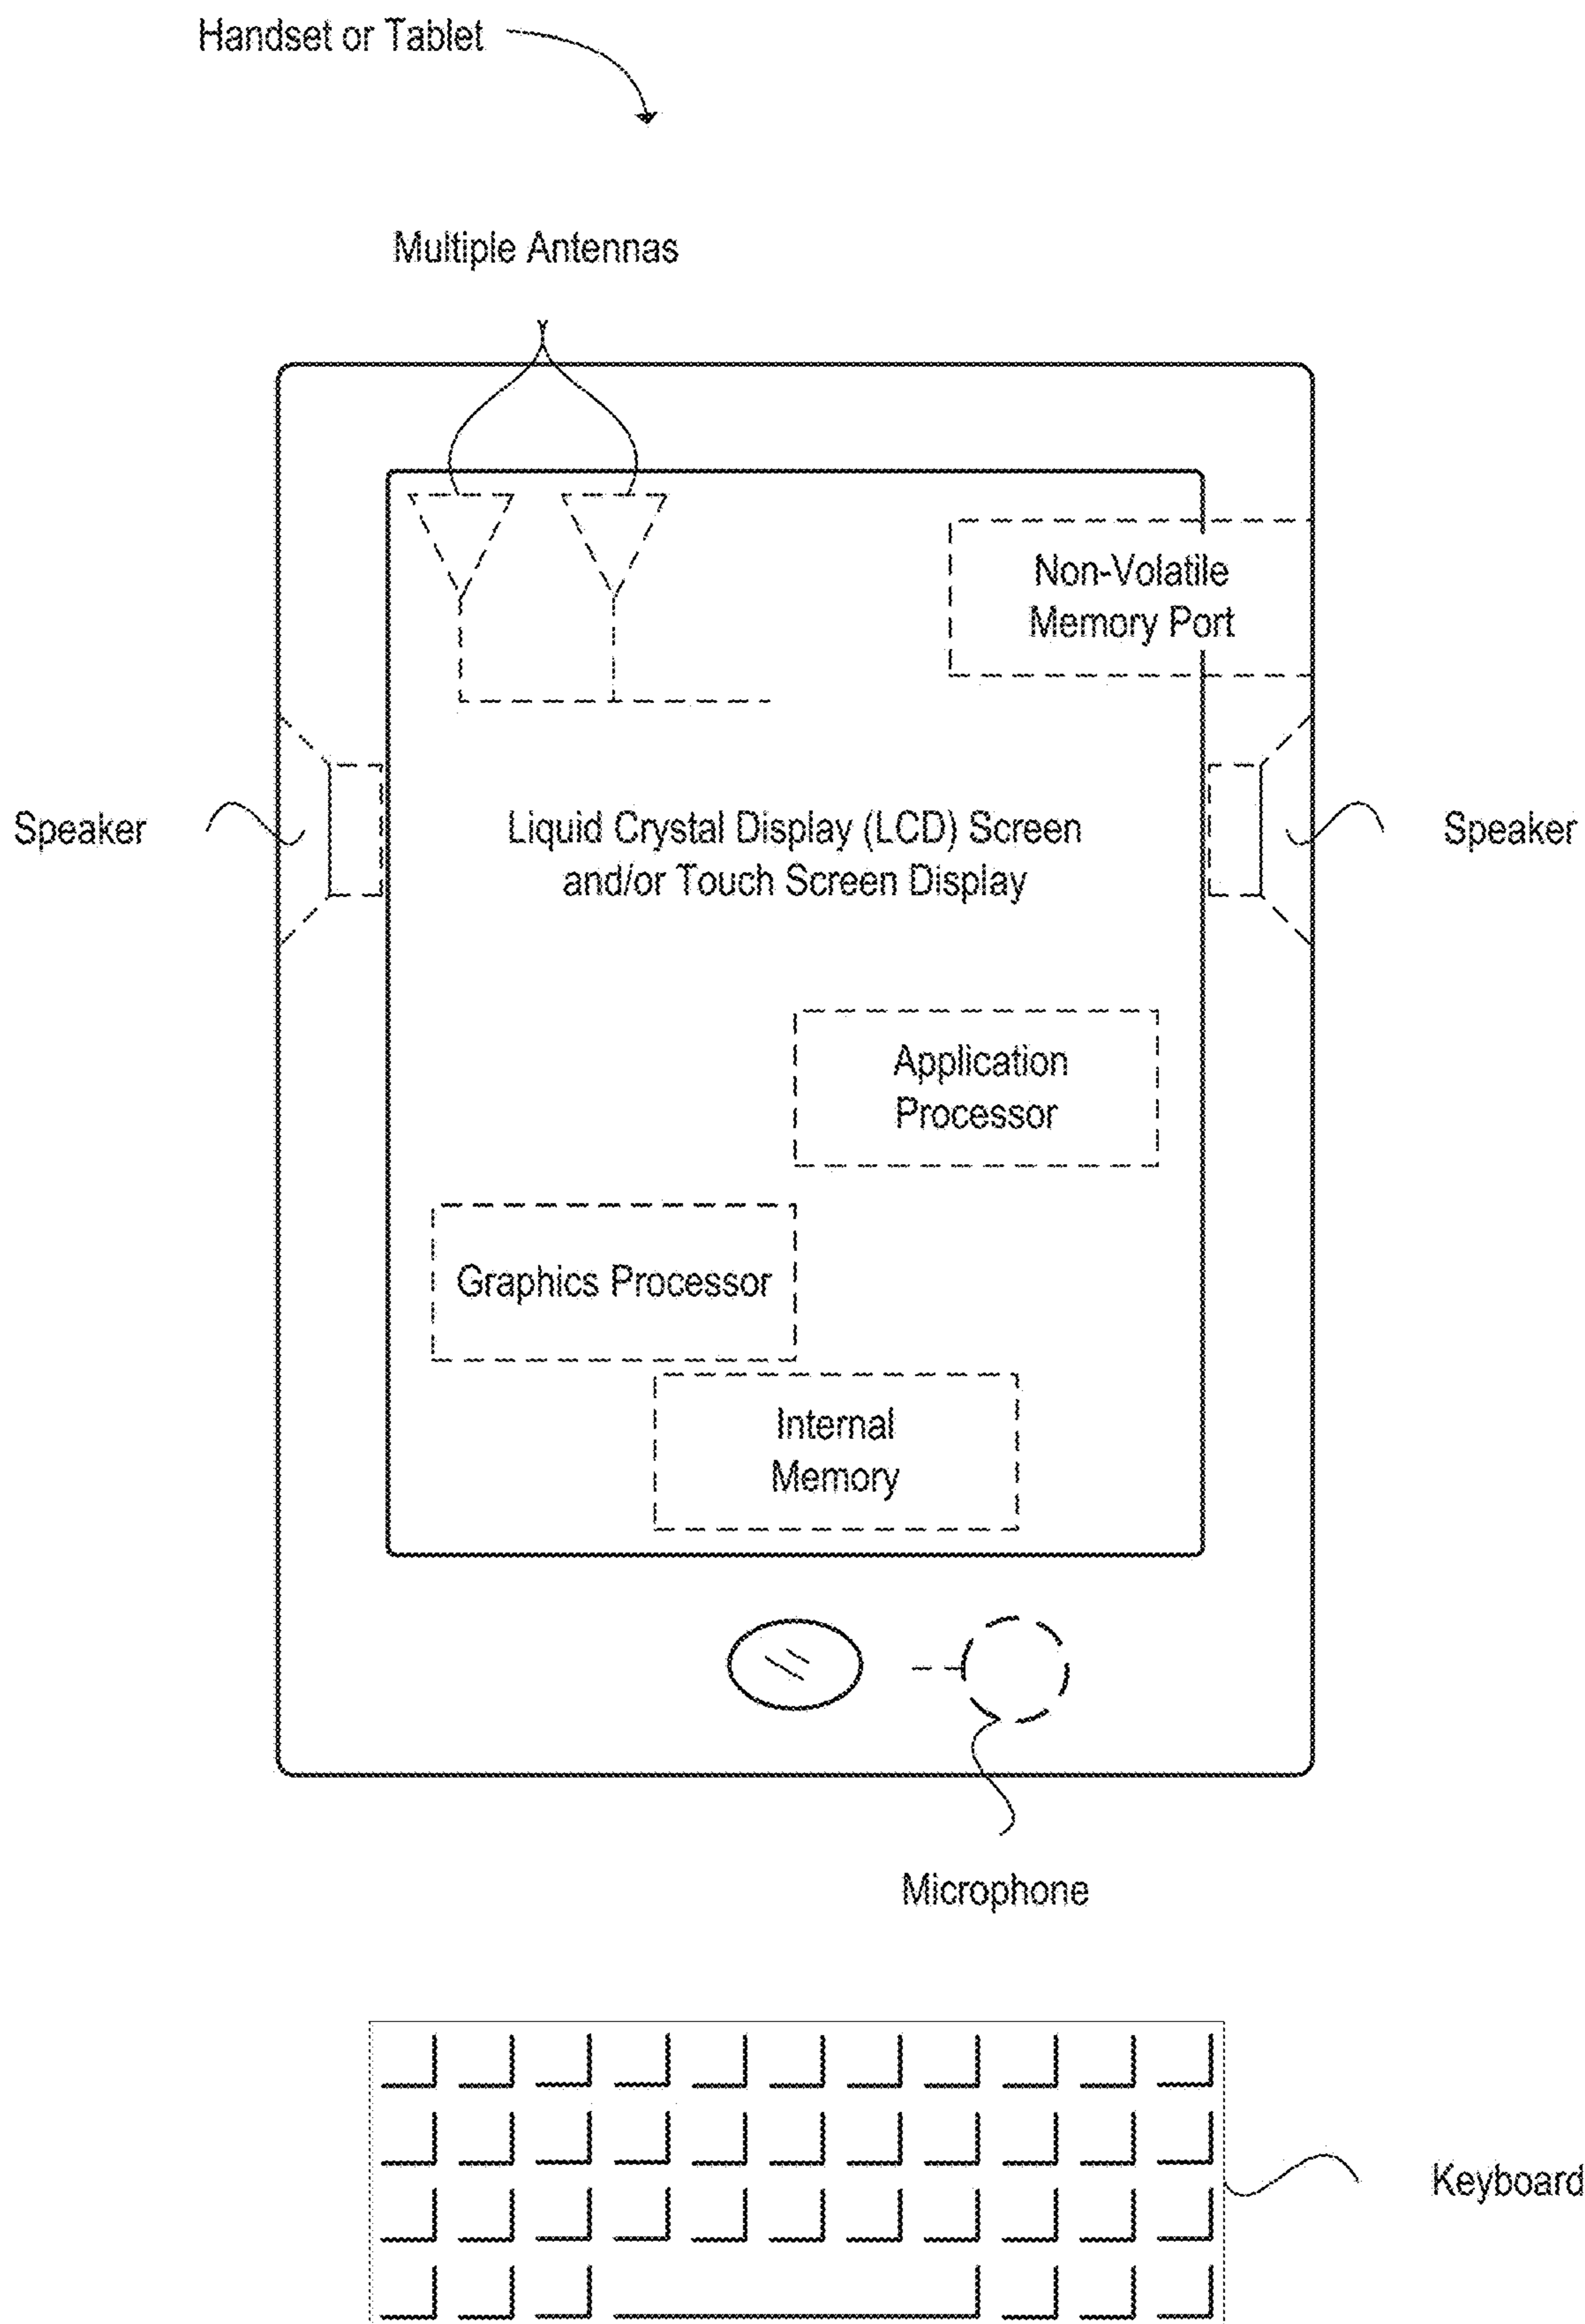 Handset or Tablet
Multiple Antennas
Non-Volatile
Memory Port
Speaker
Liquid Crystal Display (LCD) Screen
and/or Touch Screen Display
Speaker
Application
Processor
Graphics Processor
Internal
Memory
Microphone
Keyboard